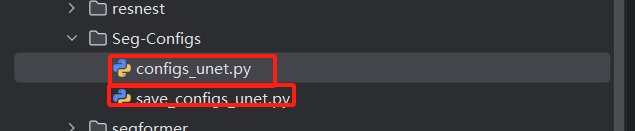 resnest
Seg-Configs
configs_unet.py
save_configs_unet.py
segformer